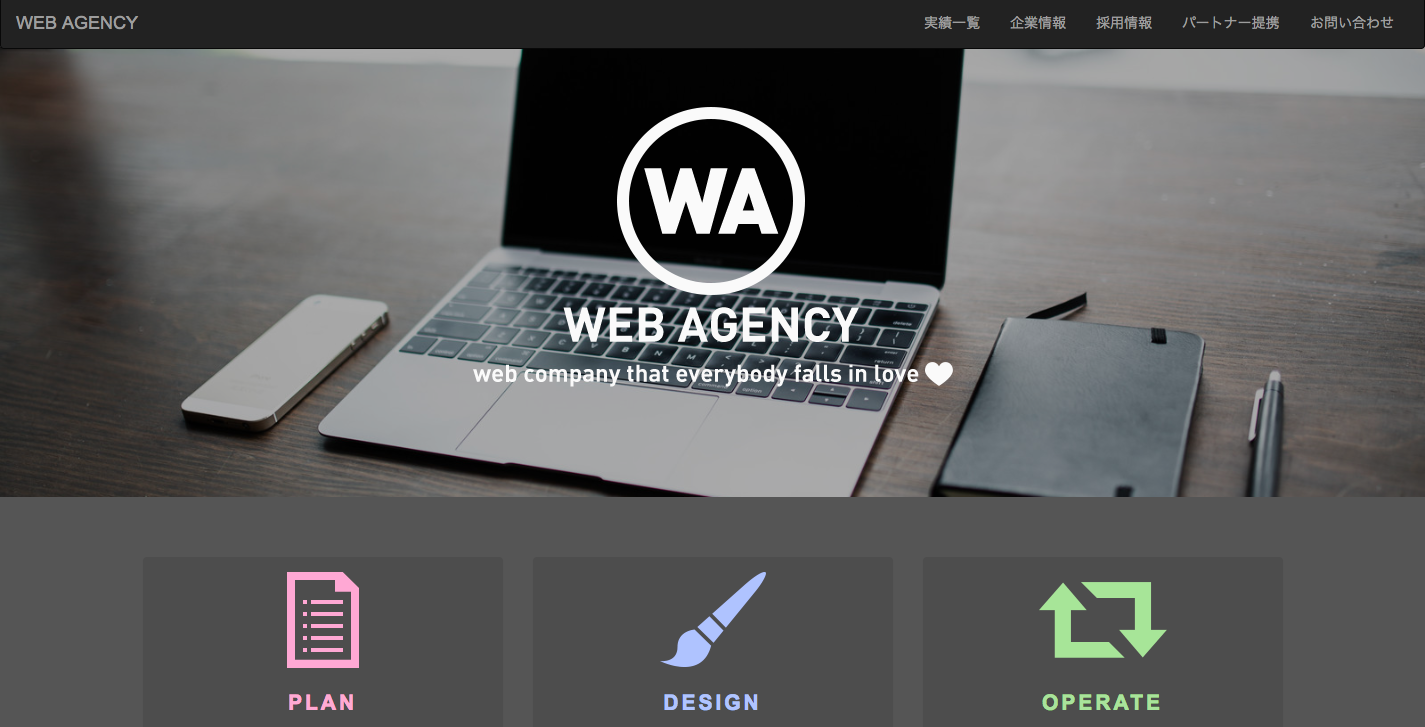 WEB AGENCY
実績一覧 企業情報 採用情報 パートナー提携 お問い合わせ
WA
WEB AGENCY
web company that everybody falls in love
PLAN
DESIGN
OPERATE